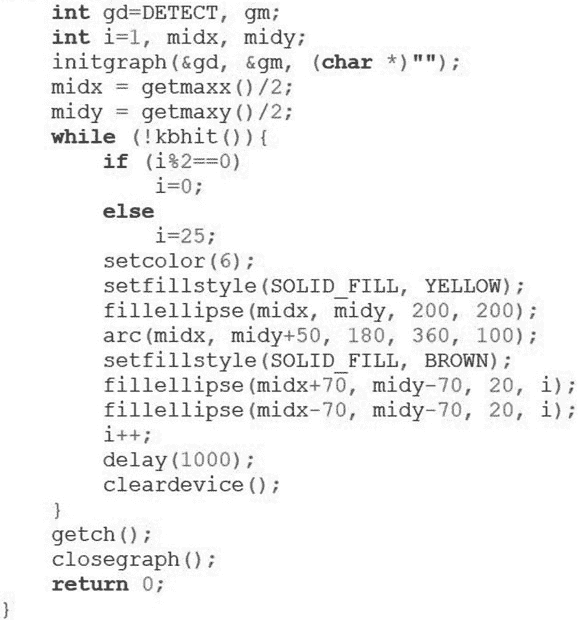 int gd=DETECT, gm;
int i=1, midx, midy;
initgraph(&gd, &gm, (char *)"");
midx = getmaxx()/2;
midy = getmaxy()/2;
while (!kbhit()){
if (i%2==0)
i=0;
else
i=25;
setcolor(6);
setfillstyle(SOLID_FILL, YELLOW);
fillellipse(midx, midy, 200, 200);
arc(midx, midy+50, 180, 360, 100);
setfillstyle(SOLID_FILL, BROWN);
fillellipse(midx+70, midy-70, 20, i);
fillellipse(midx-70, midy-70, 20, i);
i++;
delay(1000);
cleardevice();
}
getch();
closegraph();
return 0;
}